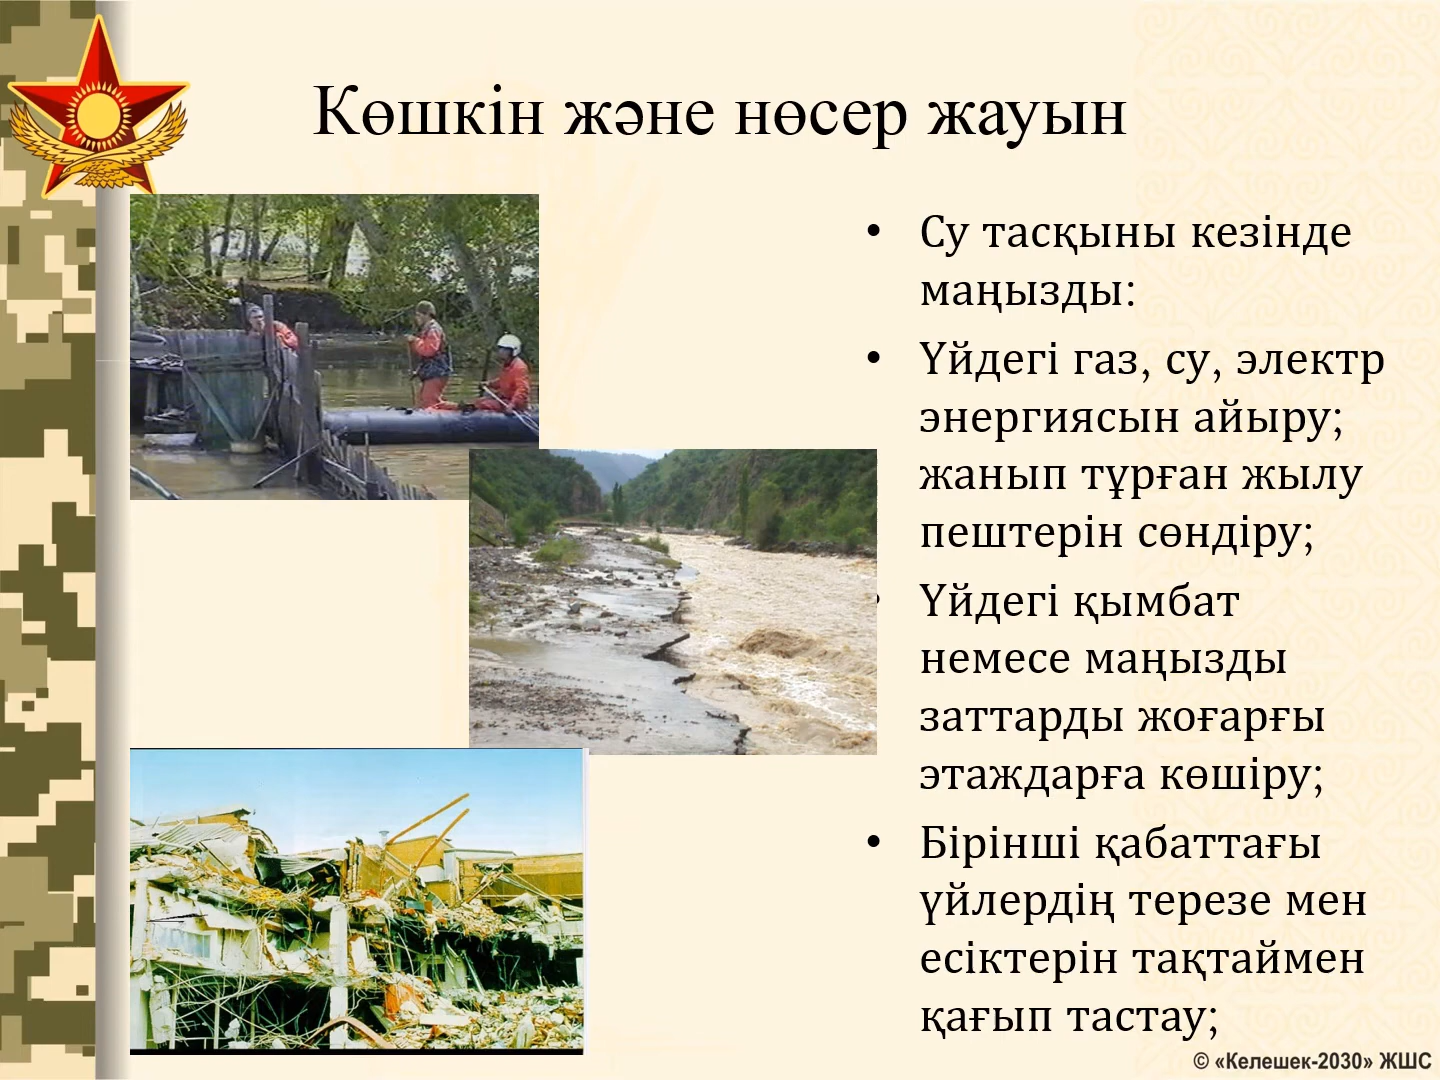 Көшкін және нөсер жауын
• Су тасқыны кезінде
маңызды:
• Үйдегі газ, су, электр
энергиясын айыру;
жанып тұрған жылу
пештерін сөндіру;
• Үйдегі қымбат
немесе маңызды
заттарды жоғарғы
этаждарға көшіру;
• Бірінші қабаттағы
үйлердің терезе мен
есіктерін тақтаймен
қағып тастау;
© «Келешек-2030» ЖШС